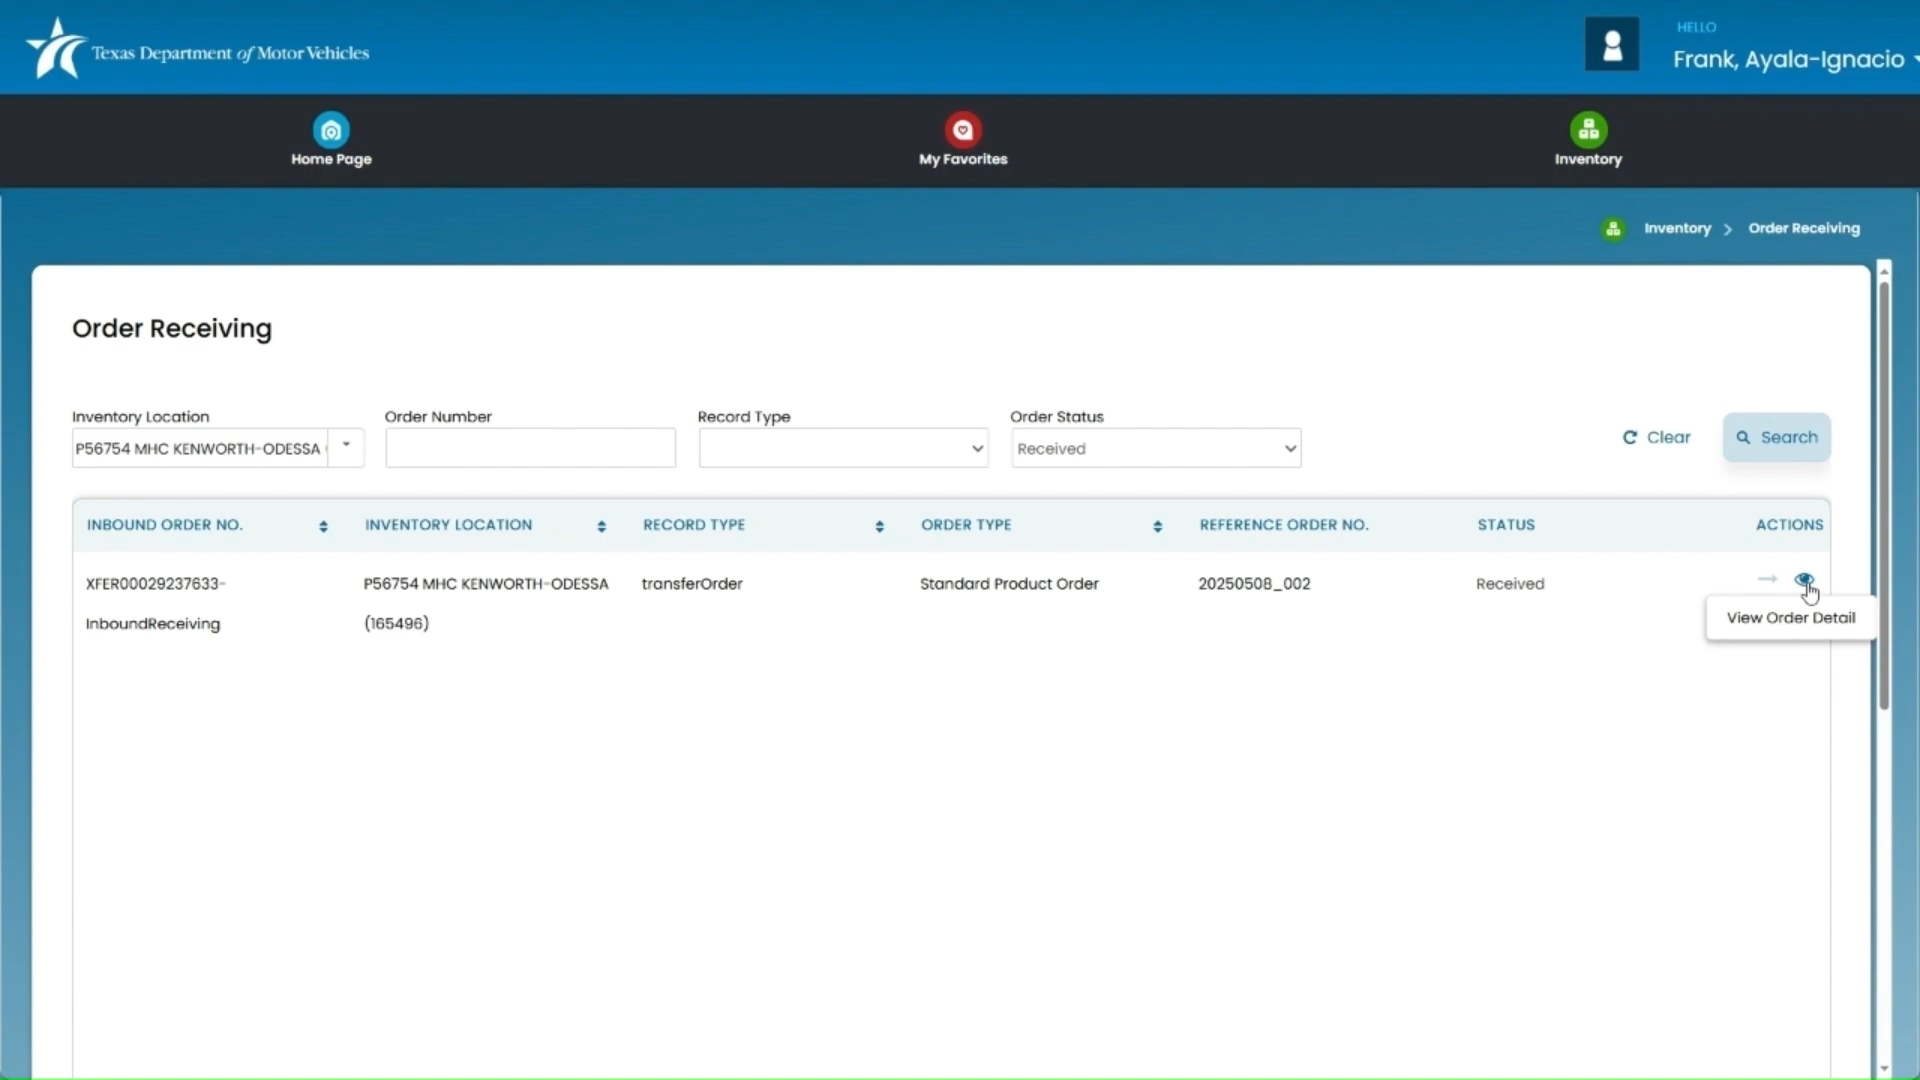 Texas Department of Motor Vehicles
HELLO
Frank, Ayala-Ignacio
Home Page
My Favorites
Inventory
Inventory > Order Receiving
Order Receiving
Inventory Location
Order Number
Record Type
Order Status
P56754 MHC KENWORTH-ODESSA
Received
Clear
Search
INBOUND ORDER NO.
INVENTORY LOCATION
RECORD TYPE
ORDER TYPE
REFERENCE ORDER NO.
STATUS
ACTIONS
XFER00029237633-
InboundReceiving
P56754 MHC KENWORTH-ODESSA
(165496)
transferOrder
Standard Product Order
20250508_002
Received
View Order Detail